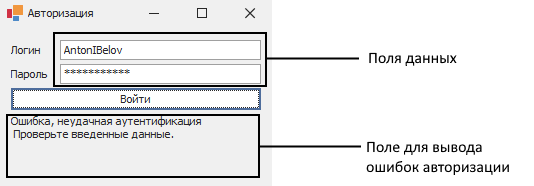 Авторизация
Логин AntonIBelov
Пароль ***********
Войти
Ошибка, неудачная аутентификация
Проверьте введенные данные.
Поля данных
Поле для вывода
ошибок авторизации